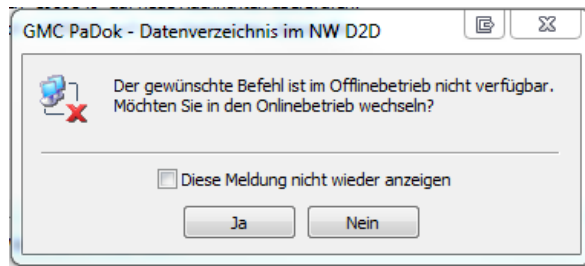 GMC PaDok - Datenverzeichnis im NW D2D
Der gewünschte Befehl ist im Offlinebetrieb nicht verfügbar.
Möchten Sie in den Onlinebetrieb wechseln?
Diese Meldung nicht wieder anzeigen
Ja
Nein